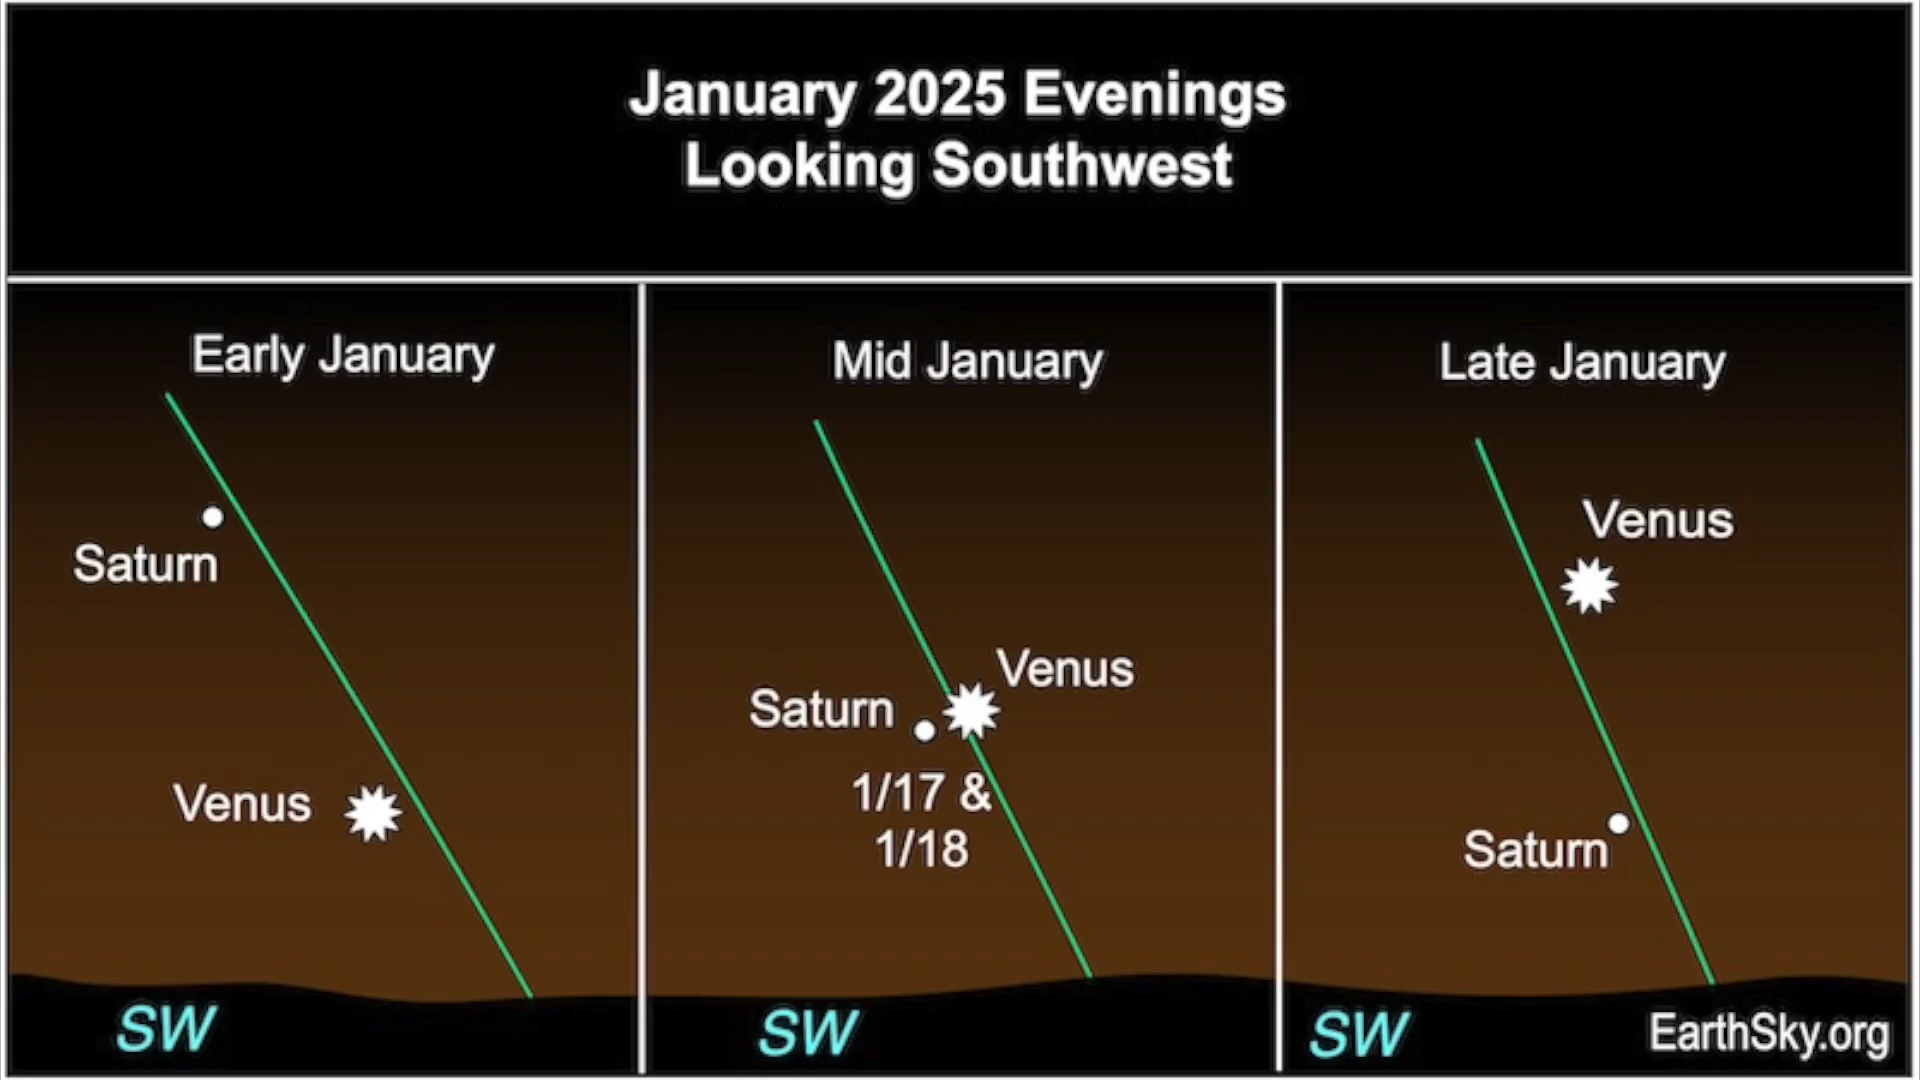 January 2025 Evenings
Looking Southwest
Early January
Saturn
Venus
SW
Mid January
Venus
Saturn
1/17 &
1/18
SW
Late January
Venus
Saturn
SW
EarthSky.org